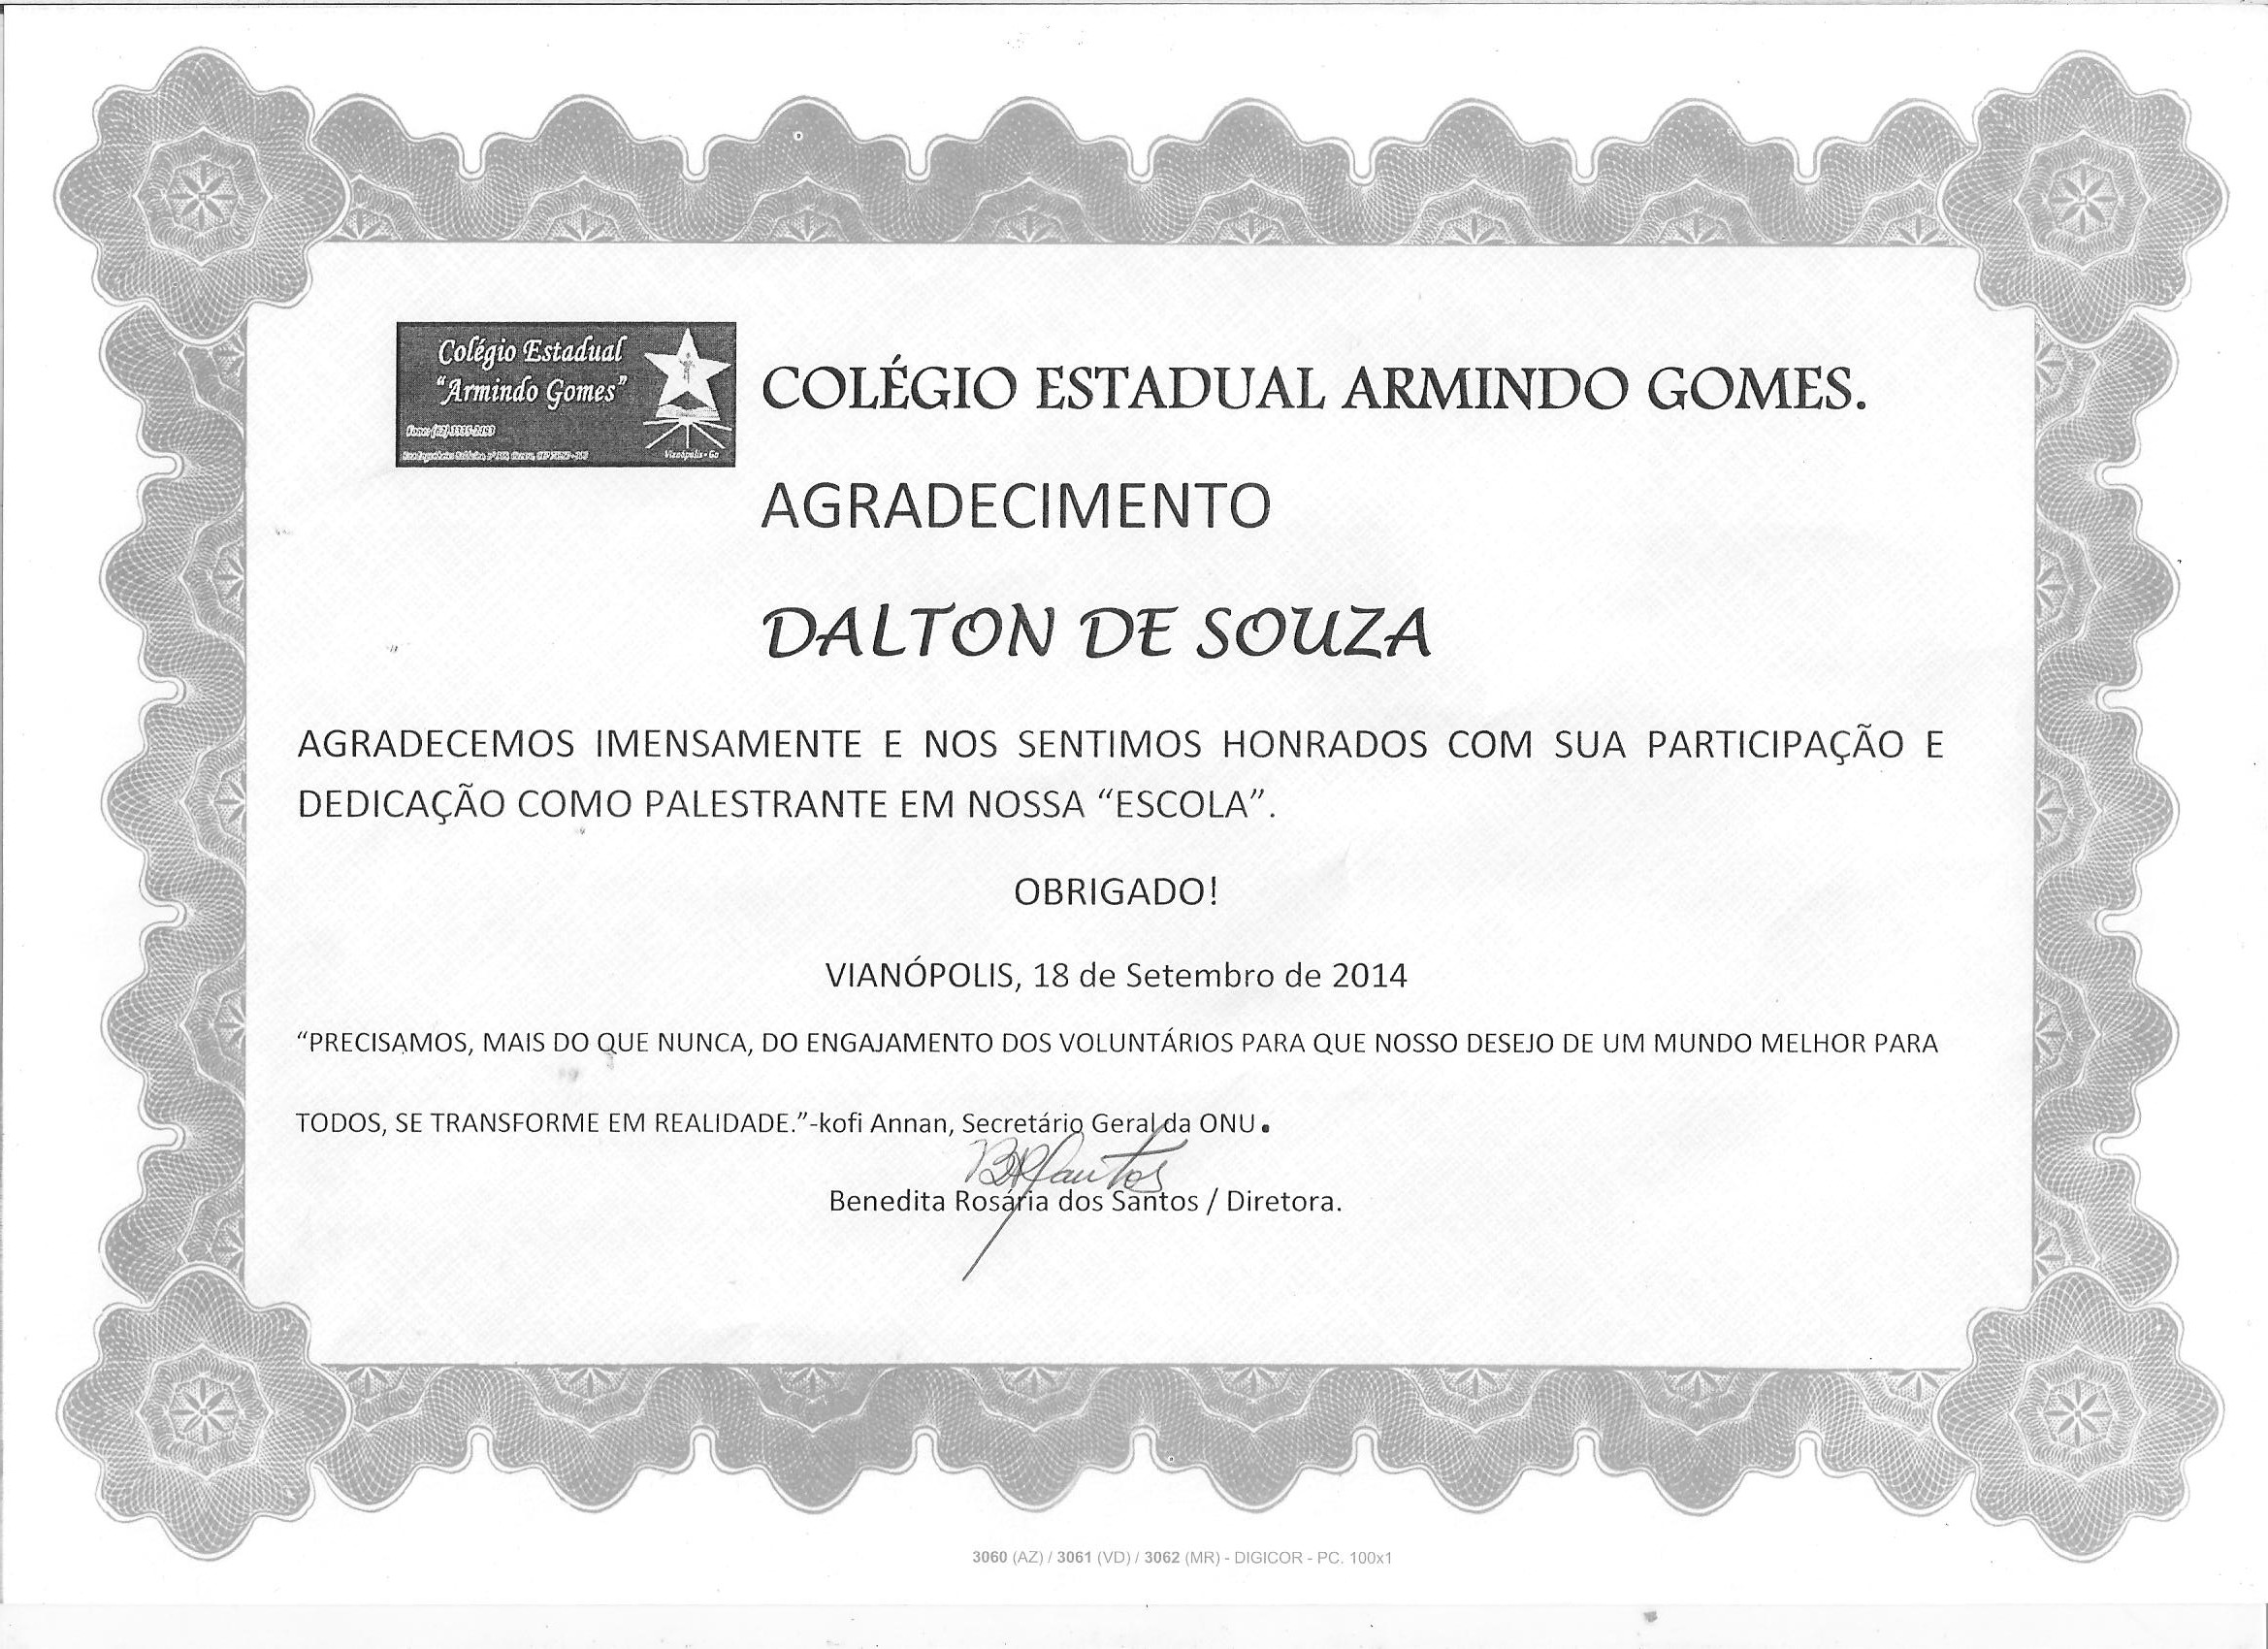 Colégio Estadual
"Armindo Gomes"
Vianópolis - Go
COLÉGIO ESTADUAL ARMINDO GOMES.
AGRADECIMENTO
DALTON DE SOUZA
AGRADECEMOS IMENSAMENTE E NOS SENTIMOS HONRADOS COM SUA PARTICIPAÇÃO E
DEDICAÇÃO COMO PALESTRANTE EM NOSSA “ESCOLA”.
OBRIGADO!
VIANÓPOLIS, 18 de Setembro de 2014
“PRECISAMOS, MAIS DO QUE NUNCA, DO ENGAJAMENTO DOS VOLUNTÁRIOS PARA QUE NOSSO DESEJO DE UM MUNDO MELHOR PARA
TODOS, SE TRANSFORME EM REALIDADE.”-kofi Annan, Secretário Geral da ONU.
BRSantos
Benedita Rosária dos Santos / Diretora.
3060 (AZ) / 3061 (VD) / 3062 (MR) - DIGICOR - PC. 100x1